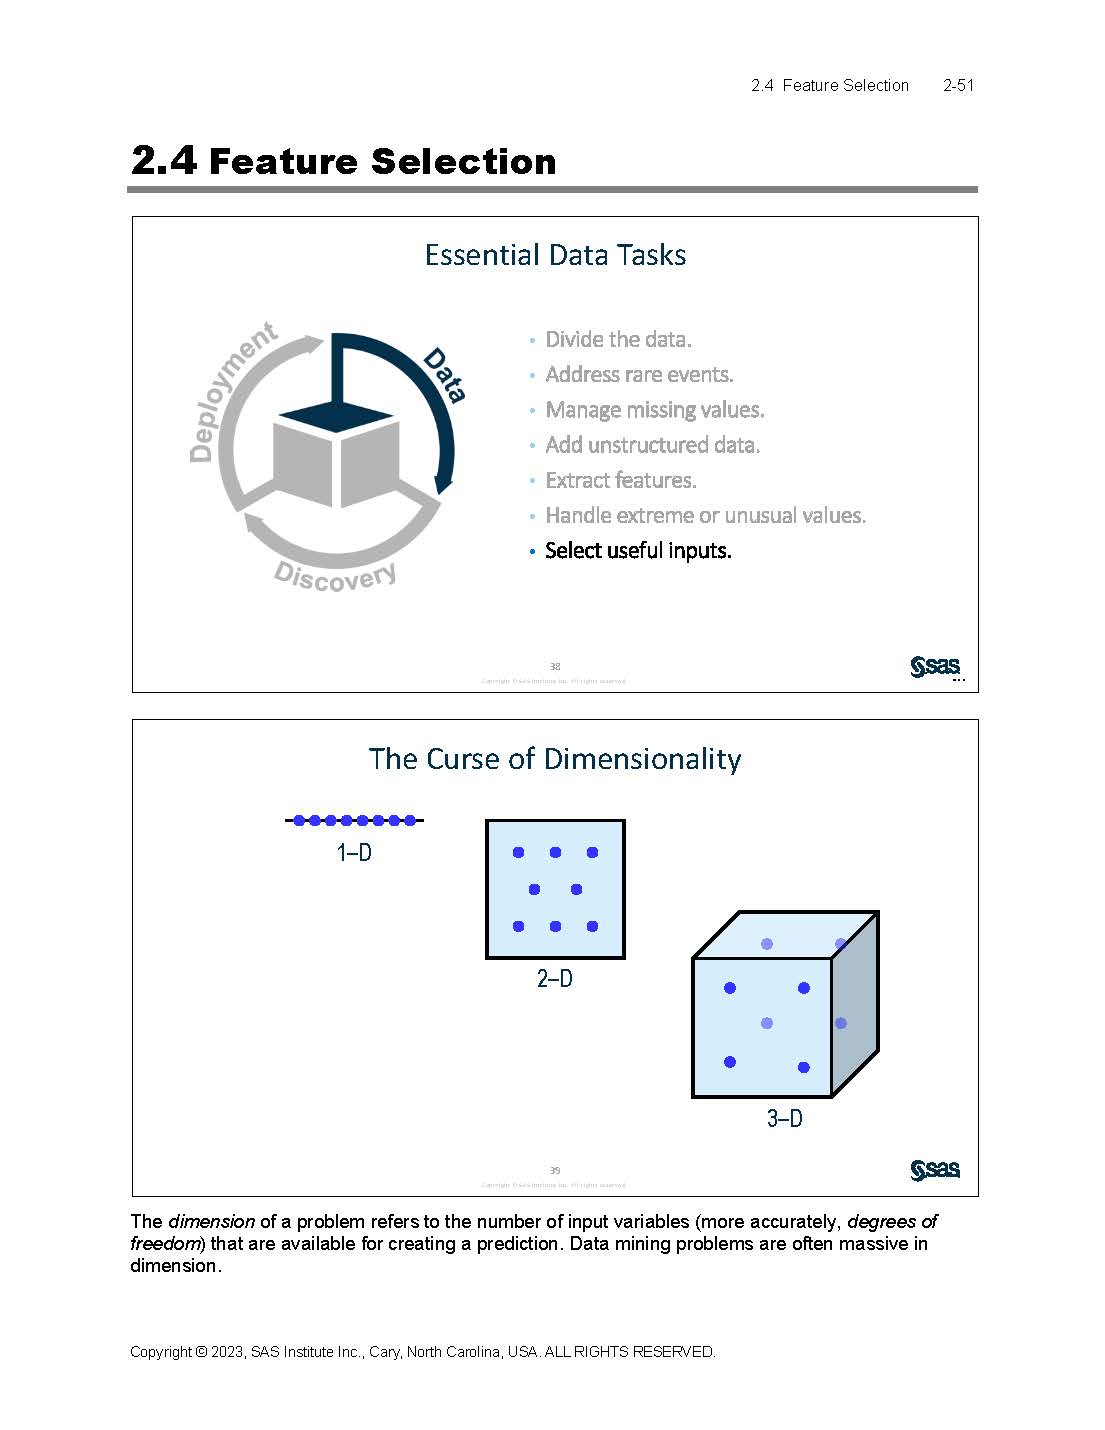 2.4 Feature Selection 2-51
2.4 Feature Selection
Essential Data Tasks
Deployment
Data
Discovery
• Divide the data.
• Address rare events.
• Manage missing values.
• Add unstructured data.
• Extract features.
• Handle extreme or unusual values.
• Select useful inputs.
38
Copyright © SAS Institute Inc. All rights reserved.
sas
...
The Curse of Dimensionality
1–D
2–D
3–D
39
Copyright © SAS Institute Inc. All rights reserved.
sas
The dimension of a problem refers to the number of input variables (more accurately, degrees of
freedom) that are available for creating a prediction. Data mining problems are often massive in
dimension.
Copyright © 2023, SAS Institute Inc., Cary, North Carolina, USA. ALL RIGHTS RESERVED.